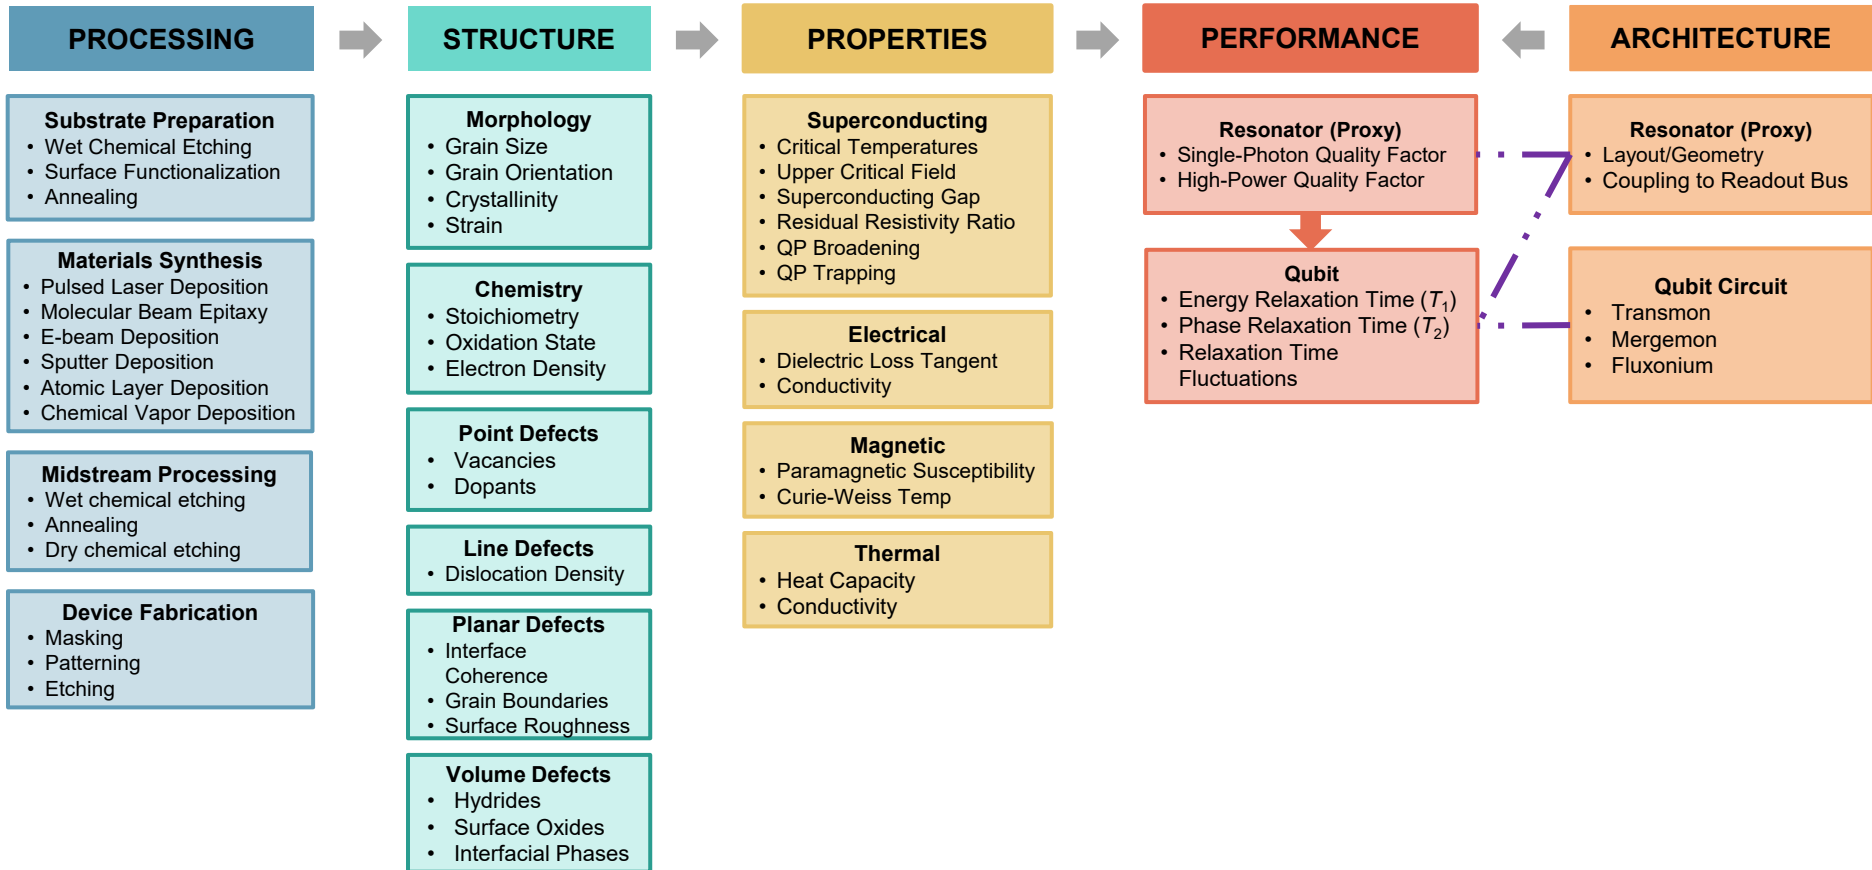 PROCESSING
STRUCTURE
PROPERTIES
PERFORMANCE
ARCHITECTURE
Substrate Preparation
• Wet Chemical Etching
• Surface Functionalization
• Annealing
Materials Synthesis
• Pulsed Laser Deposition
• Molecular Beam Epitaxy
• E-beam Deposition
• Sputter Deposition
• Atomic Layer Deposition
• Chemical Vapor Deposition
Midstream Processing
• Wet chemical etching
• Annealing
• Dry chemical etching
Device Fabrication
• Masking
• Patterning
• Etching
Morphology
• Grain Size
• Grain Orientation
• Crystallinity
• Strain
Chemistry
• Stoichiometry
• Oxidation State
• Electron Density
Point Defects
• Vacancies
• Dopants
Line Defects
• Dislocation Density
Planar Defects
• Interface
Coherence
• Grain Boundaries
• Surface Roughness
Volume Defects
• Hydrides
• Surface Oxides
• Interfacial Phases
Superconducting
• Critical Temperatures
• Upper Critical Field
• Superconducting Gap
• Residual Resistivity Ratio
• QP Broadening
• QP Trapping
Electrical
• Dielectric Loss Tangent
• Conductivity
Magnetic
• Paramagnetic Susceptibility
• Curie-Weiss Temp
Thermal
• Heat Capacity
• Conductivity
Resonator (Proxy)
• Single-Photon Quality Factor
• High-Power Quality Factor
Qubit
• Energy Relaxation Time (T₁)
• Phase Relaxation Time (T₂)
• Relaxation Time
Fluctuations
Resonator (Proxy)
• Layout/Geometry
• Coupling to Readout Bus
Qubit Circuit
• Transmon
• Mergemon
• Fluxonium